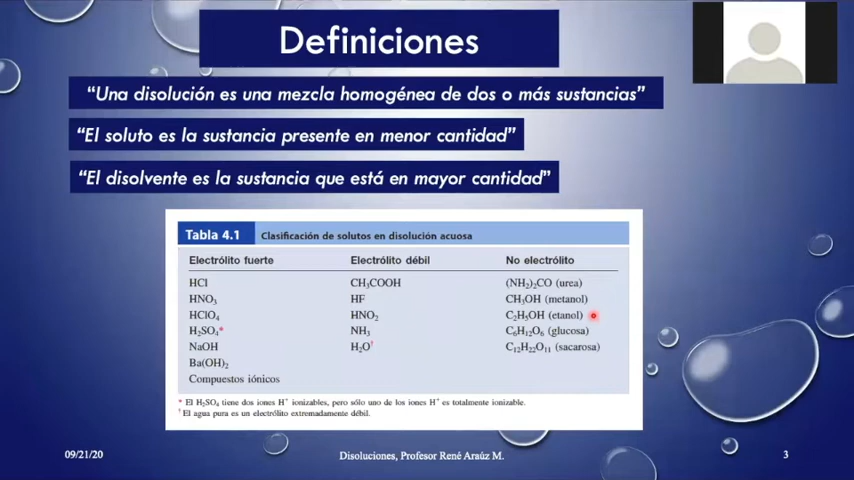 Definiciones
“Una disolución es una mezcla homogénea de dos o más sustancias”
“El soluto es la sustancia presente en menor cantidad”
“El disolvente es la sustancia que está en mayor cantidad”
Tabla 4.1 Clasificación de solutos en disolución acuosa
Electrólito fuerte Electrólito débil No electrólito
HCl CH₃COOH (NH₂)₂CO (urea)
HNO₃ HF CH₃OH (metanol)
HClO₄ HNO₂ C₂H₅OH (etanol)
H₂SO₄* NH₃ C₆H₁₂O₆ (glucosa)
NaOH H₂O† C₁₂H₂₂O₁₁ (sacarosa)
Ba(OH)₂
Compuestos iónicos
* El H₂SO₄ tiene dos iones H⁺ ionizables, pero sólo uno de los iones H⁺ es totalmente ionizable.
† El agua pura es un electrólito extremadamente débil.
09/21/20 Disoluciones, Profesor René Araúz M. 3